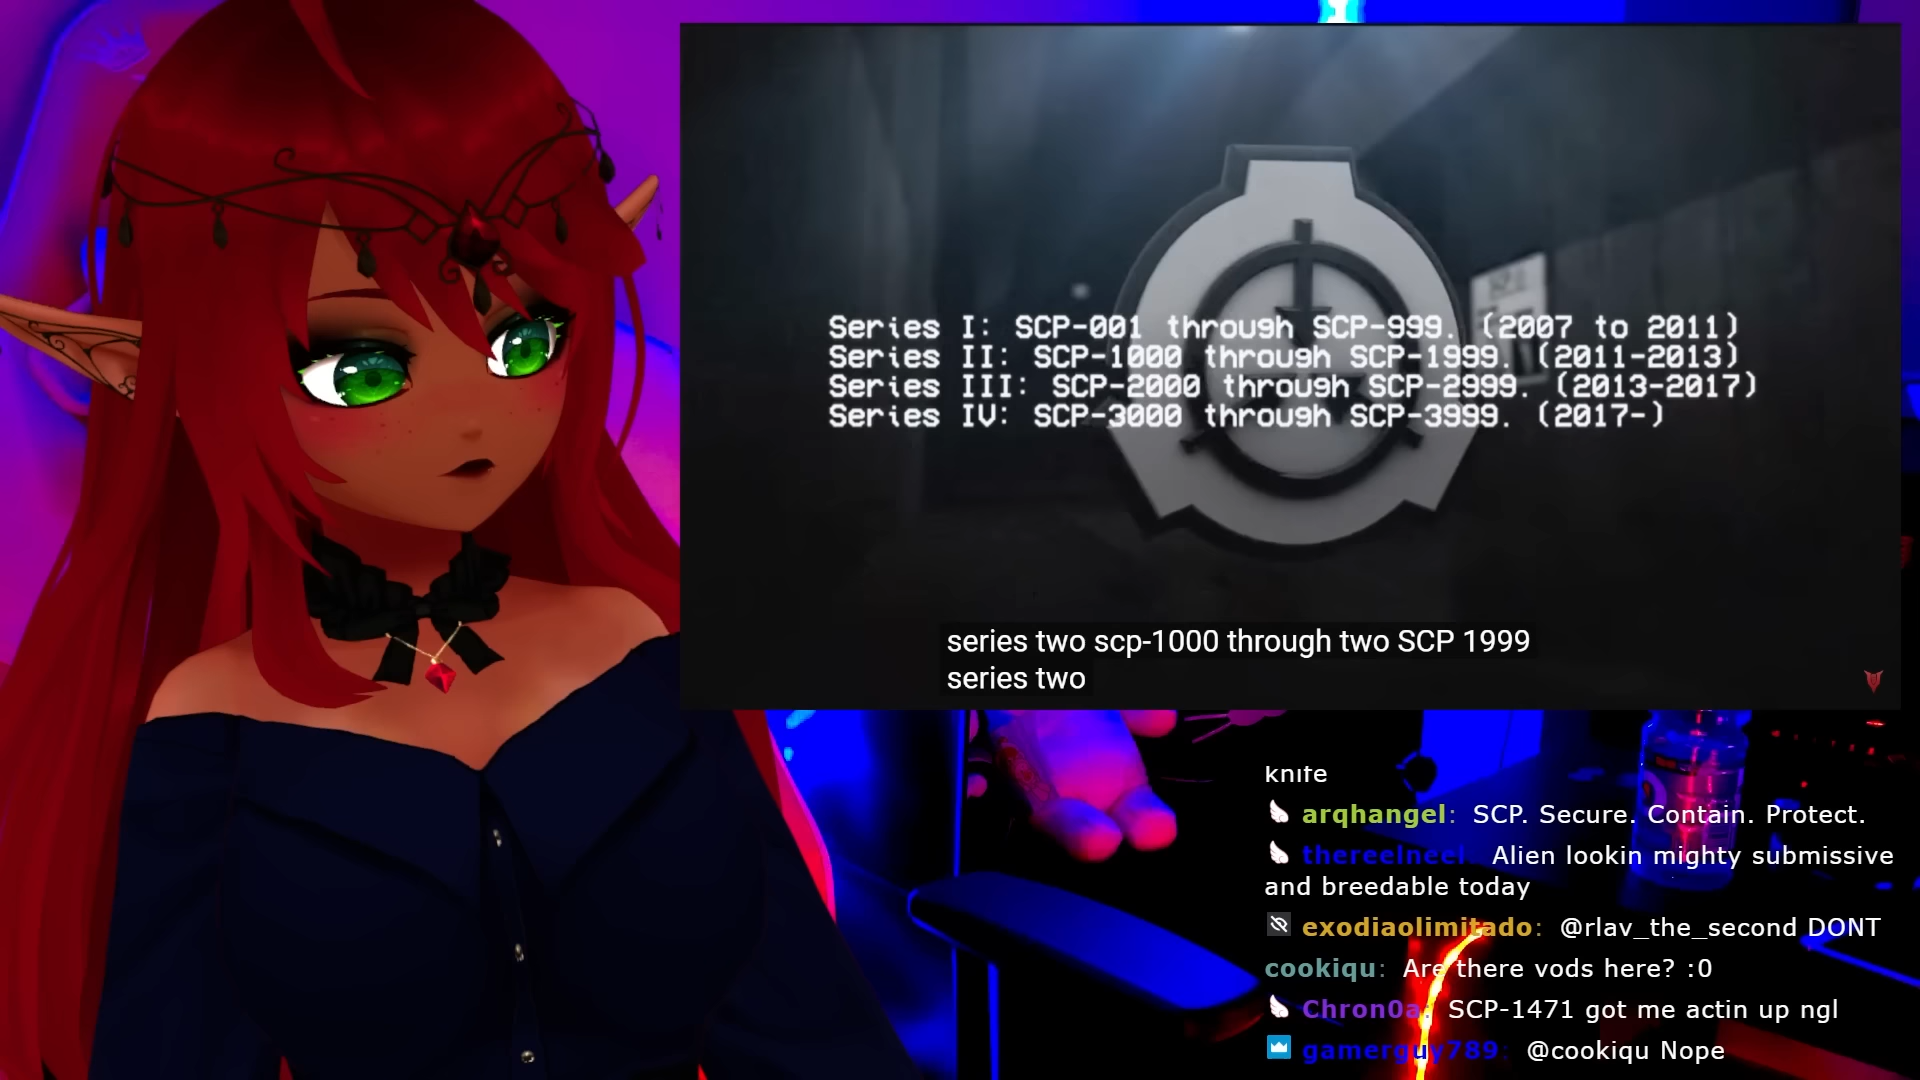 Series I: SCP-001 through SCP-999. (2007 to 2011)
Series II: SCP-1000 through SCP-1999. (2011-2013)
Series III: SCP-2000 through SCP-2999. (2013-2017)
Series IV: SCP-3000 through SCP-3999. (2017-)
series two scp-1000 through two SCP 1999
series two
knife
arqhangel: SCP. Secure. Contain. Protect.
thereelneel: Alien lookin mighty submissive
and breedable today
exodiaolimitado: @rlav_the_second DONT
cookiqu: Are there vods here? :0
Chron0a: SCP-1471 got me actin up ngl
gamerguy789: @cookiqu Nope